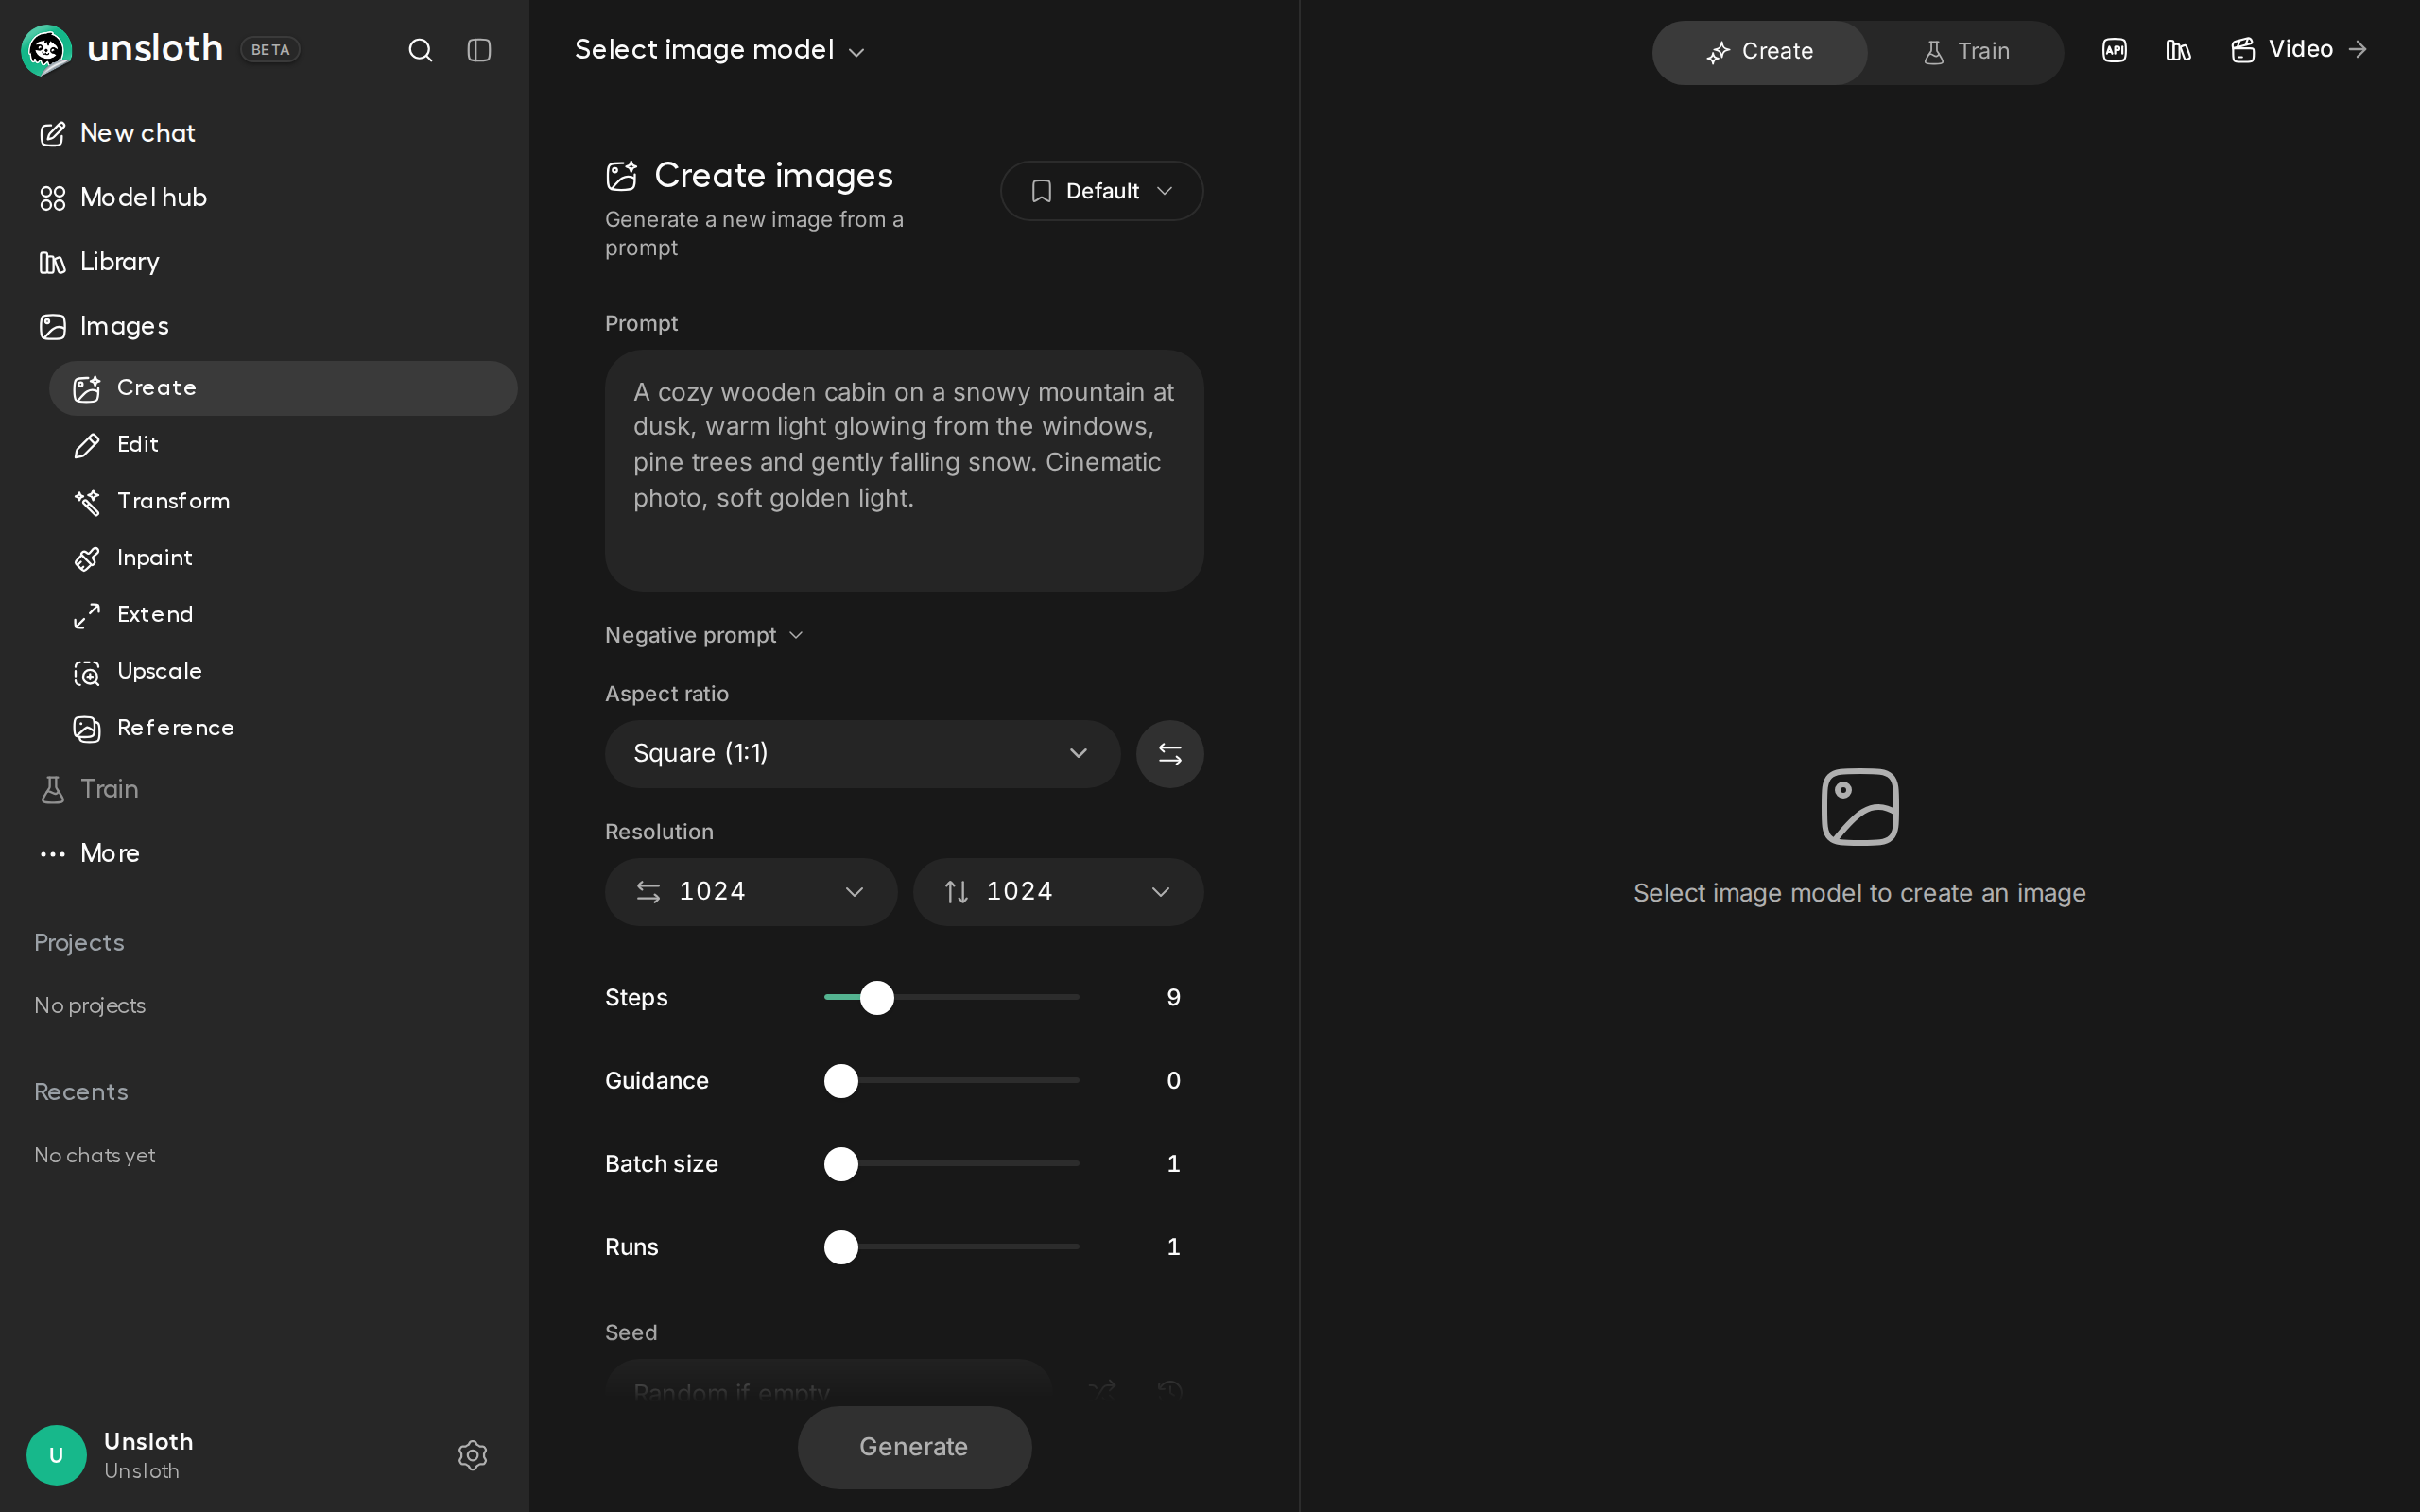 unsloth BETA
New chat
Model hub
Library
Images
Create
Edit
Transform
Inpaint
Extend
Upscale
Reference
Train
More
Projects
No projects
Recents
No chats yet
U
Unsloth
Unsloth
Select image model
Create
Train
API
Video
Create images
Default
Generate a new image from a
prompt
Prompt
A cozy wooden cabin on a snowy mountain at
dusk, warm light glowing from the windows,
pine trees and gently falling snow. Cinematic
photo, soft golden light.
Negative prompt
Aspect ratio
Square (1:1)
Resolution
1024
1024
Steps 9
Guidance 0
Batch size 1
Runs 1
Seed
Random if empty
Generate
Select image model to create an image